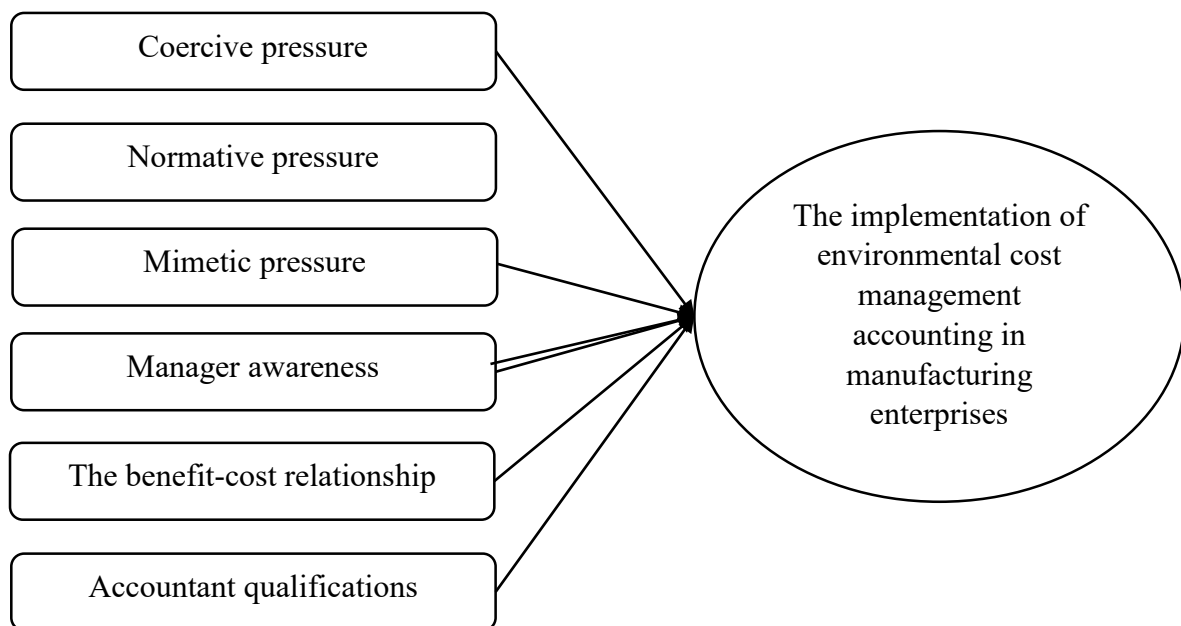 Coercive pressure
Normative pressure
Mimetic pressure
Manager awareness
The benefit-cost relationship
Accountant qualifications
The implementation of
environmental cost
management
accounting in
manufacturing
enterprises